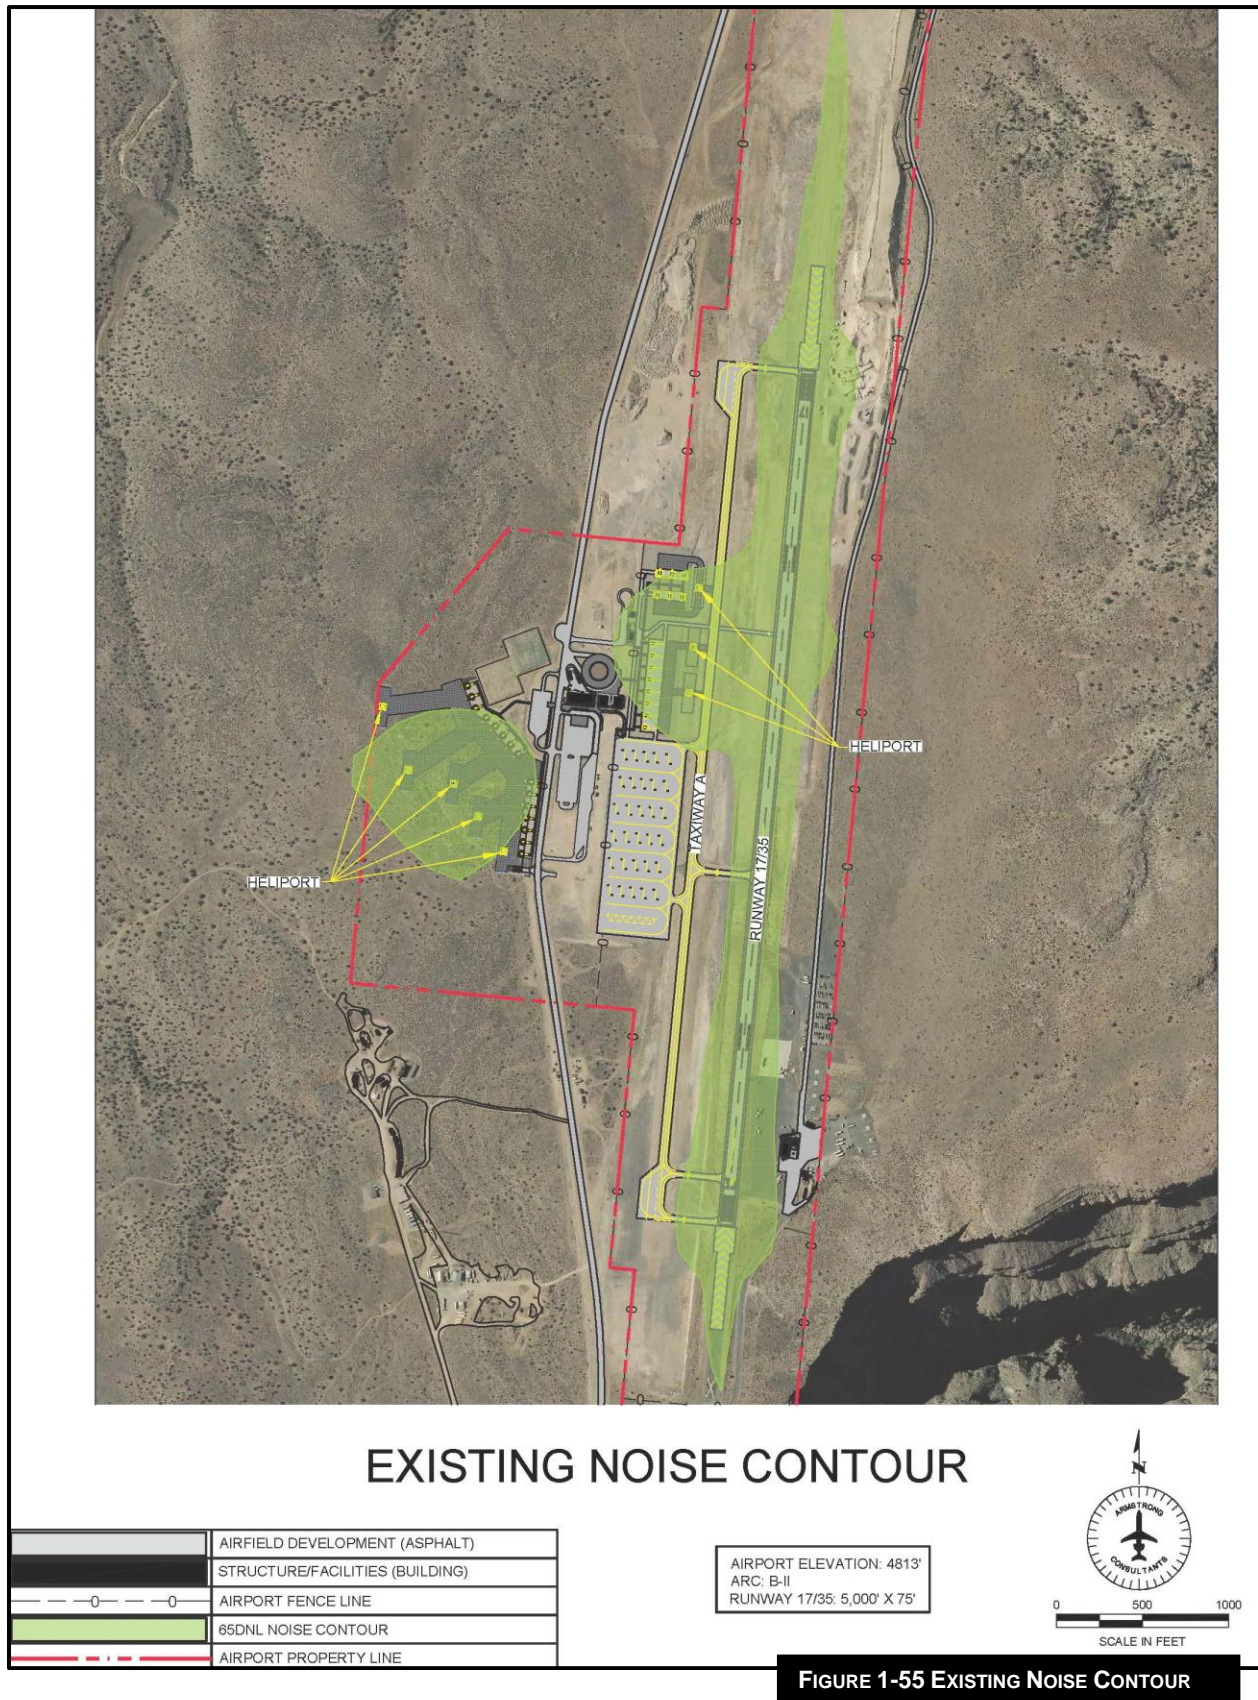 HELIPORT
TAXIWAY A
RUNWAY 17/35
HELIPORT
EXISTING NOISE CONTOUR
AIRFIELD DEVELOPMENT (ASPHALT)
STRUCTURE/FACILITIES (BUILDING)
AIRPORT FENCE LINE
65DNL NOISE CONTOUR
AIRPORT PROPERTY LINE
AIRPORT ELEVATION: 4813'
ARC: B-II
RUNWAY 17/35: 5,000' X 75'
N
ARMSTRONG
CONSULTANTS
0 500 1000
SCALE IN FEET
FIGURE 1-55 EXISTING NOISE CONTOUR